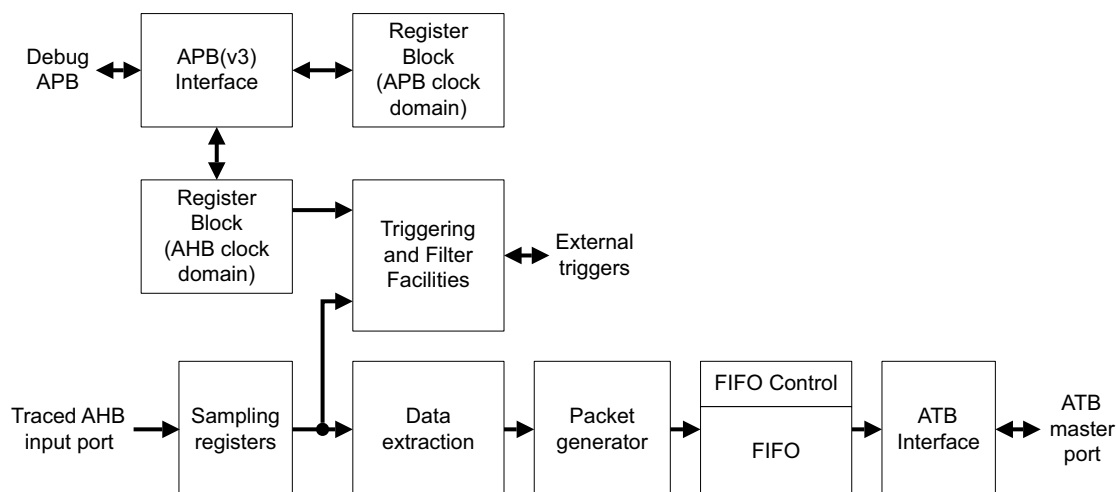 Debug
APB
APB(v3)
Interface
Register
Block
(APB clock
domain)
Register
Block
(AHB clock
domain)
Triggering
and Filter
Facilities
External
triggers
Traced AHB
input port
Sampling
registers
Data
extraction
Packet
generator
FIFO Control
FIFO
ATB
Interface
ATB
master
port